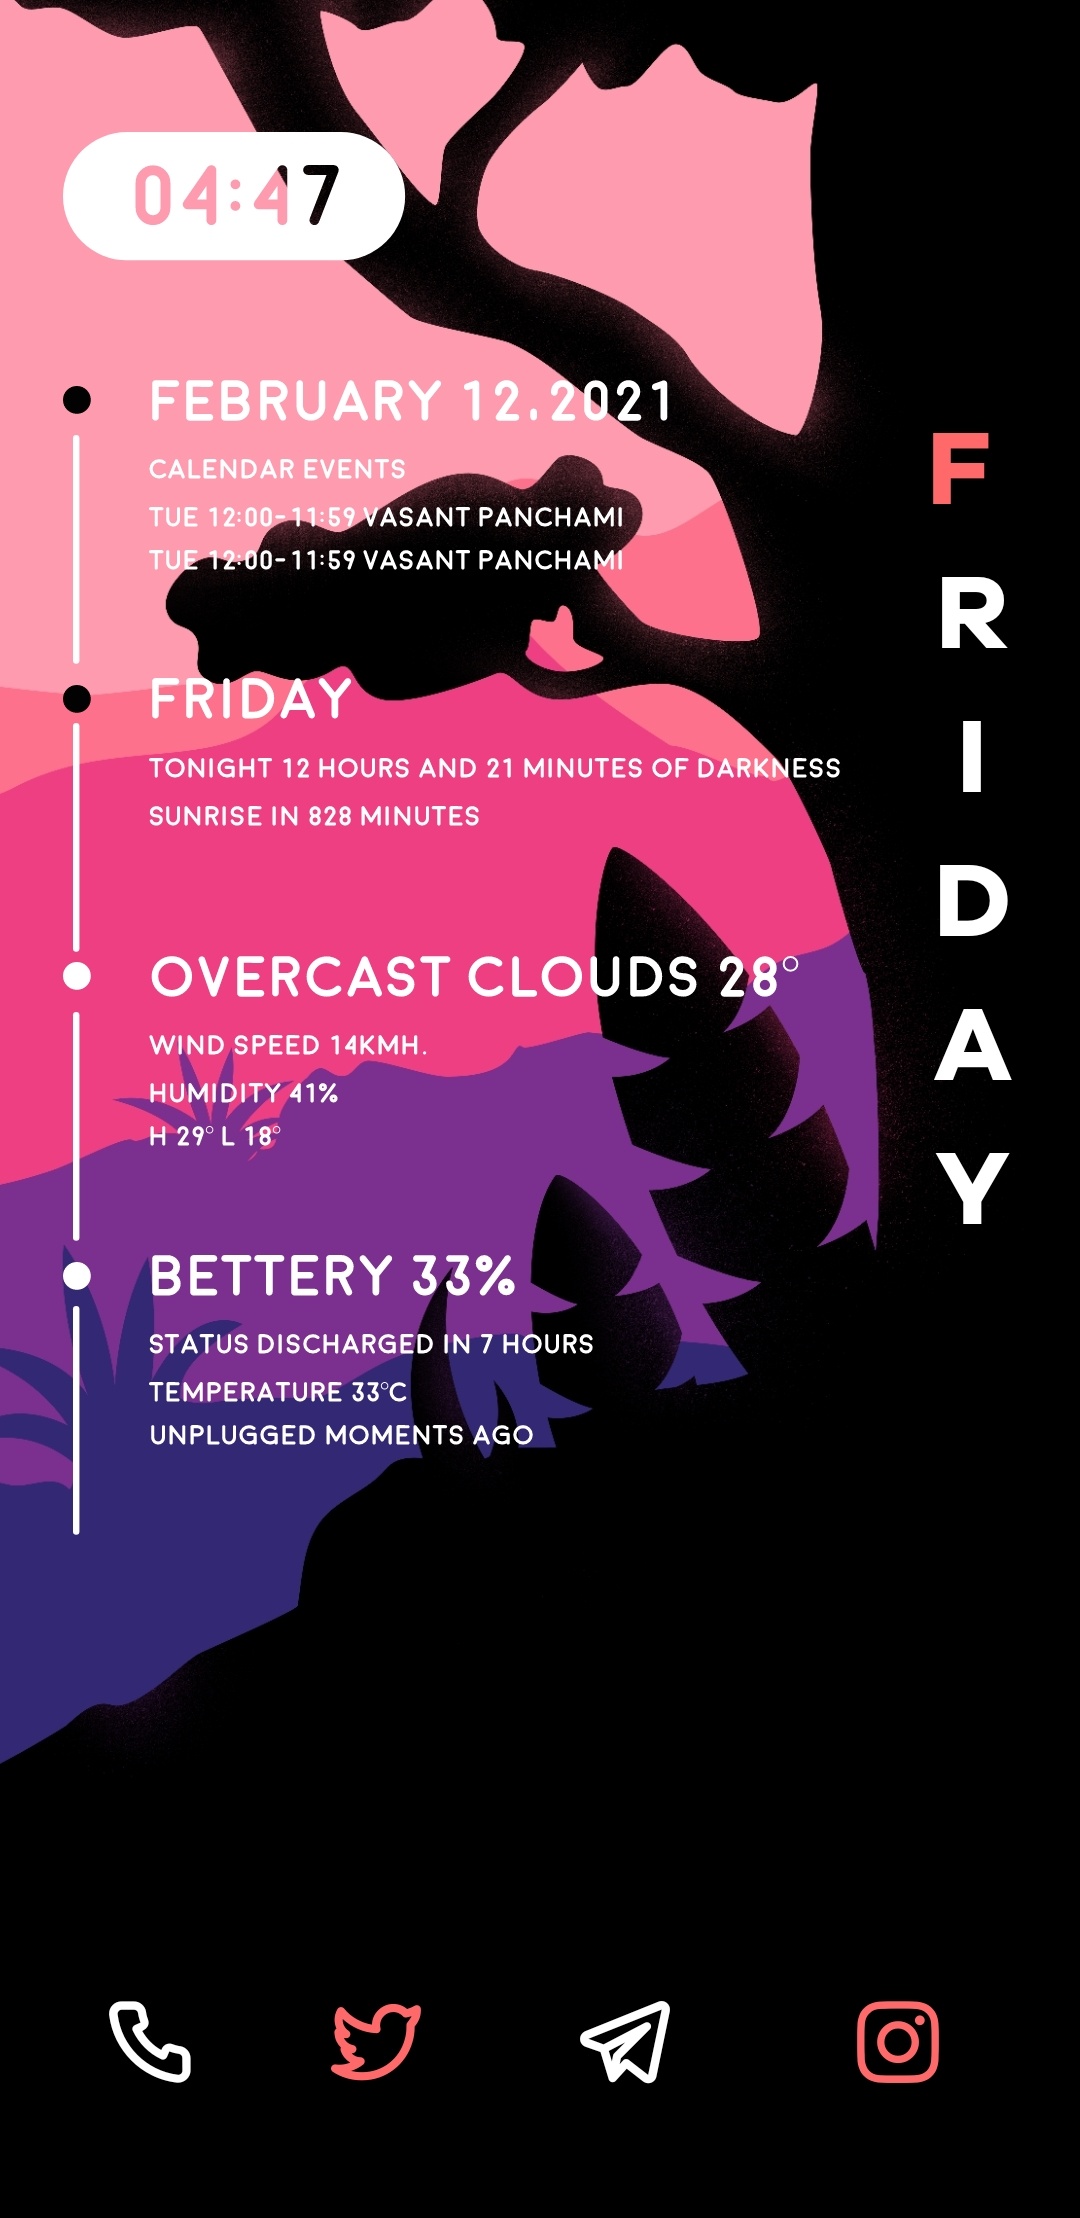 04:47
FEBRUARY 12.2021
CALENDAR EVENTS
TUE 12:00-11:59 VASANT PANCHAMI
TUE 12:00-11:59 VASANT PANCHAMI
FRIDAY
TONIGHT 12 HOURS AND 21 MINUTES OF DARKNESS
SUNRISE IN 828 MINUTES
OVERCAST CLOUDS 28°
WIND SPEED 14KMH.
HUMIDITY 41%
H 29° L 18°
BETTERY 33%
STATUS DISCHARGED IN 7 HOURS
TEMPERATURE 33°C
UNPLUGGED MOMENTS AGO
F
R
I
D
A
Y